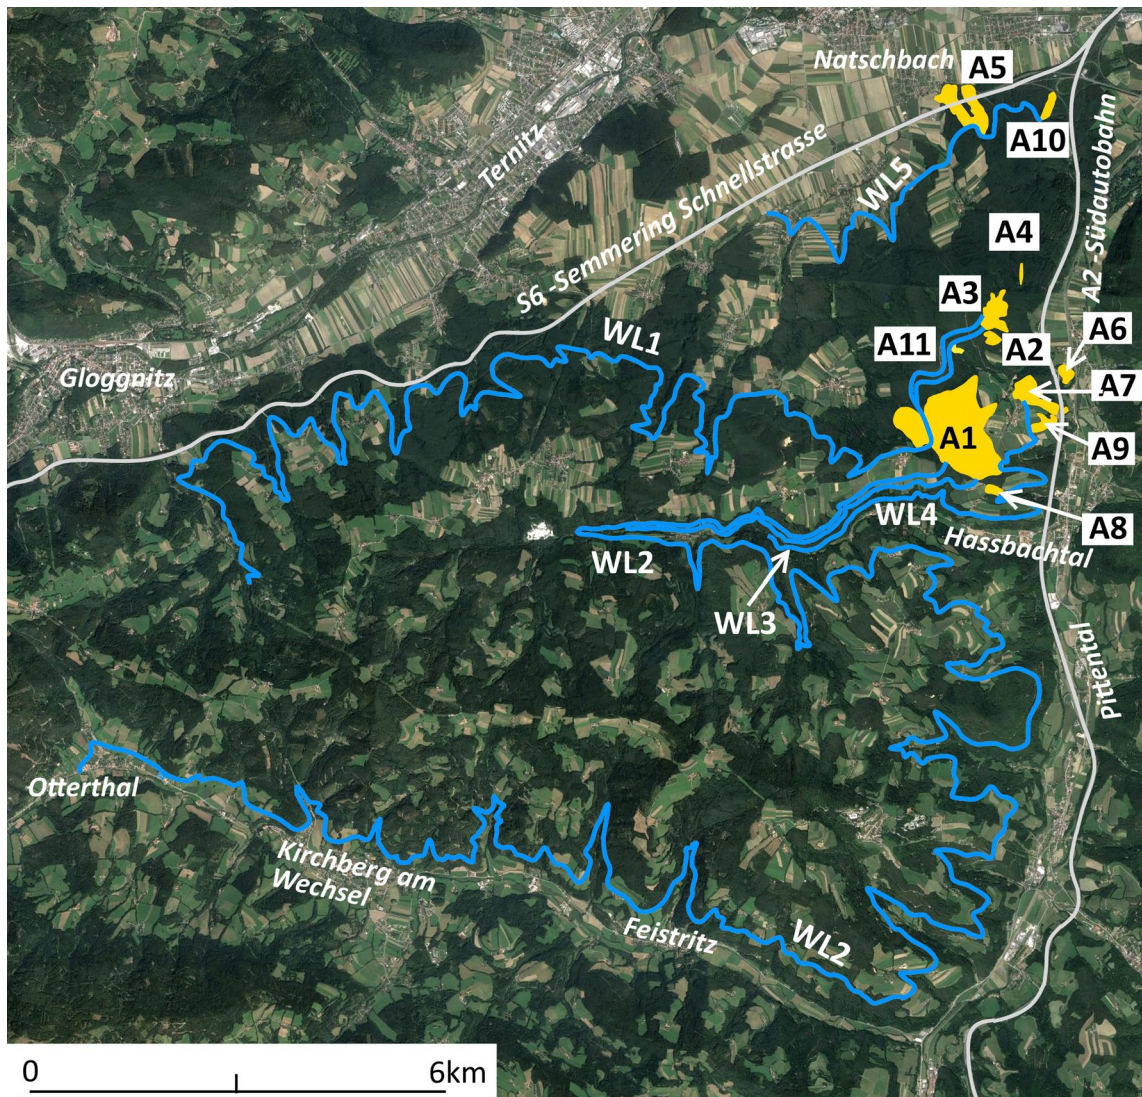 Natschbach
A5
A10
Ternitz
S6 -Semmering Schnellstrasse
WL5
A2 -Südautobahn
A4
A3
A11
A2
A6
A7
WL1
Gloggnitz
A1
A9
WL4
A8
Hassbachtal
WL2
WL3
Pittental
Otterthal
Kirchberg am
Wechsel
Feistritz
WL2
0
6km